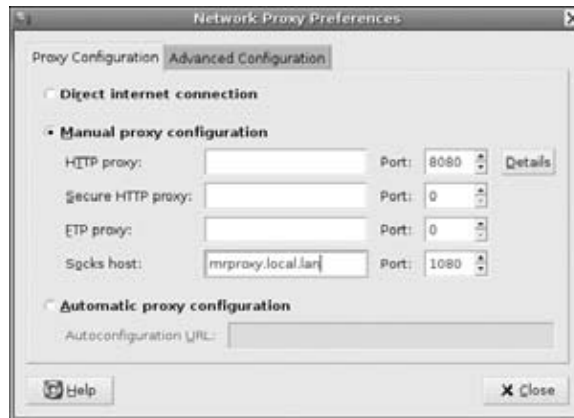 Network Proxy Preferences
Proxy Configuration Advanced Configuration
Direct internet connection
Manual proxy configuration
HTTP proxy: Port: 8080 Details
Secure HTTP proxy: Port: 0
FTP proxy: Port: 0
Socks host: mrproxy.local.lan Port: 1080
Automatic proxy configuration
Autoconfiguration URL:
Help Close